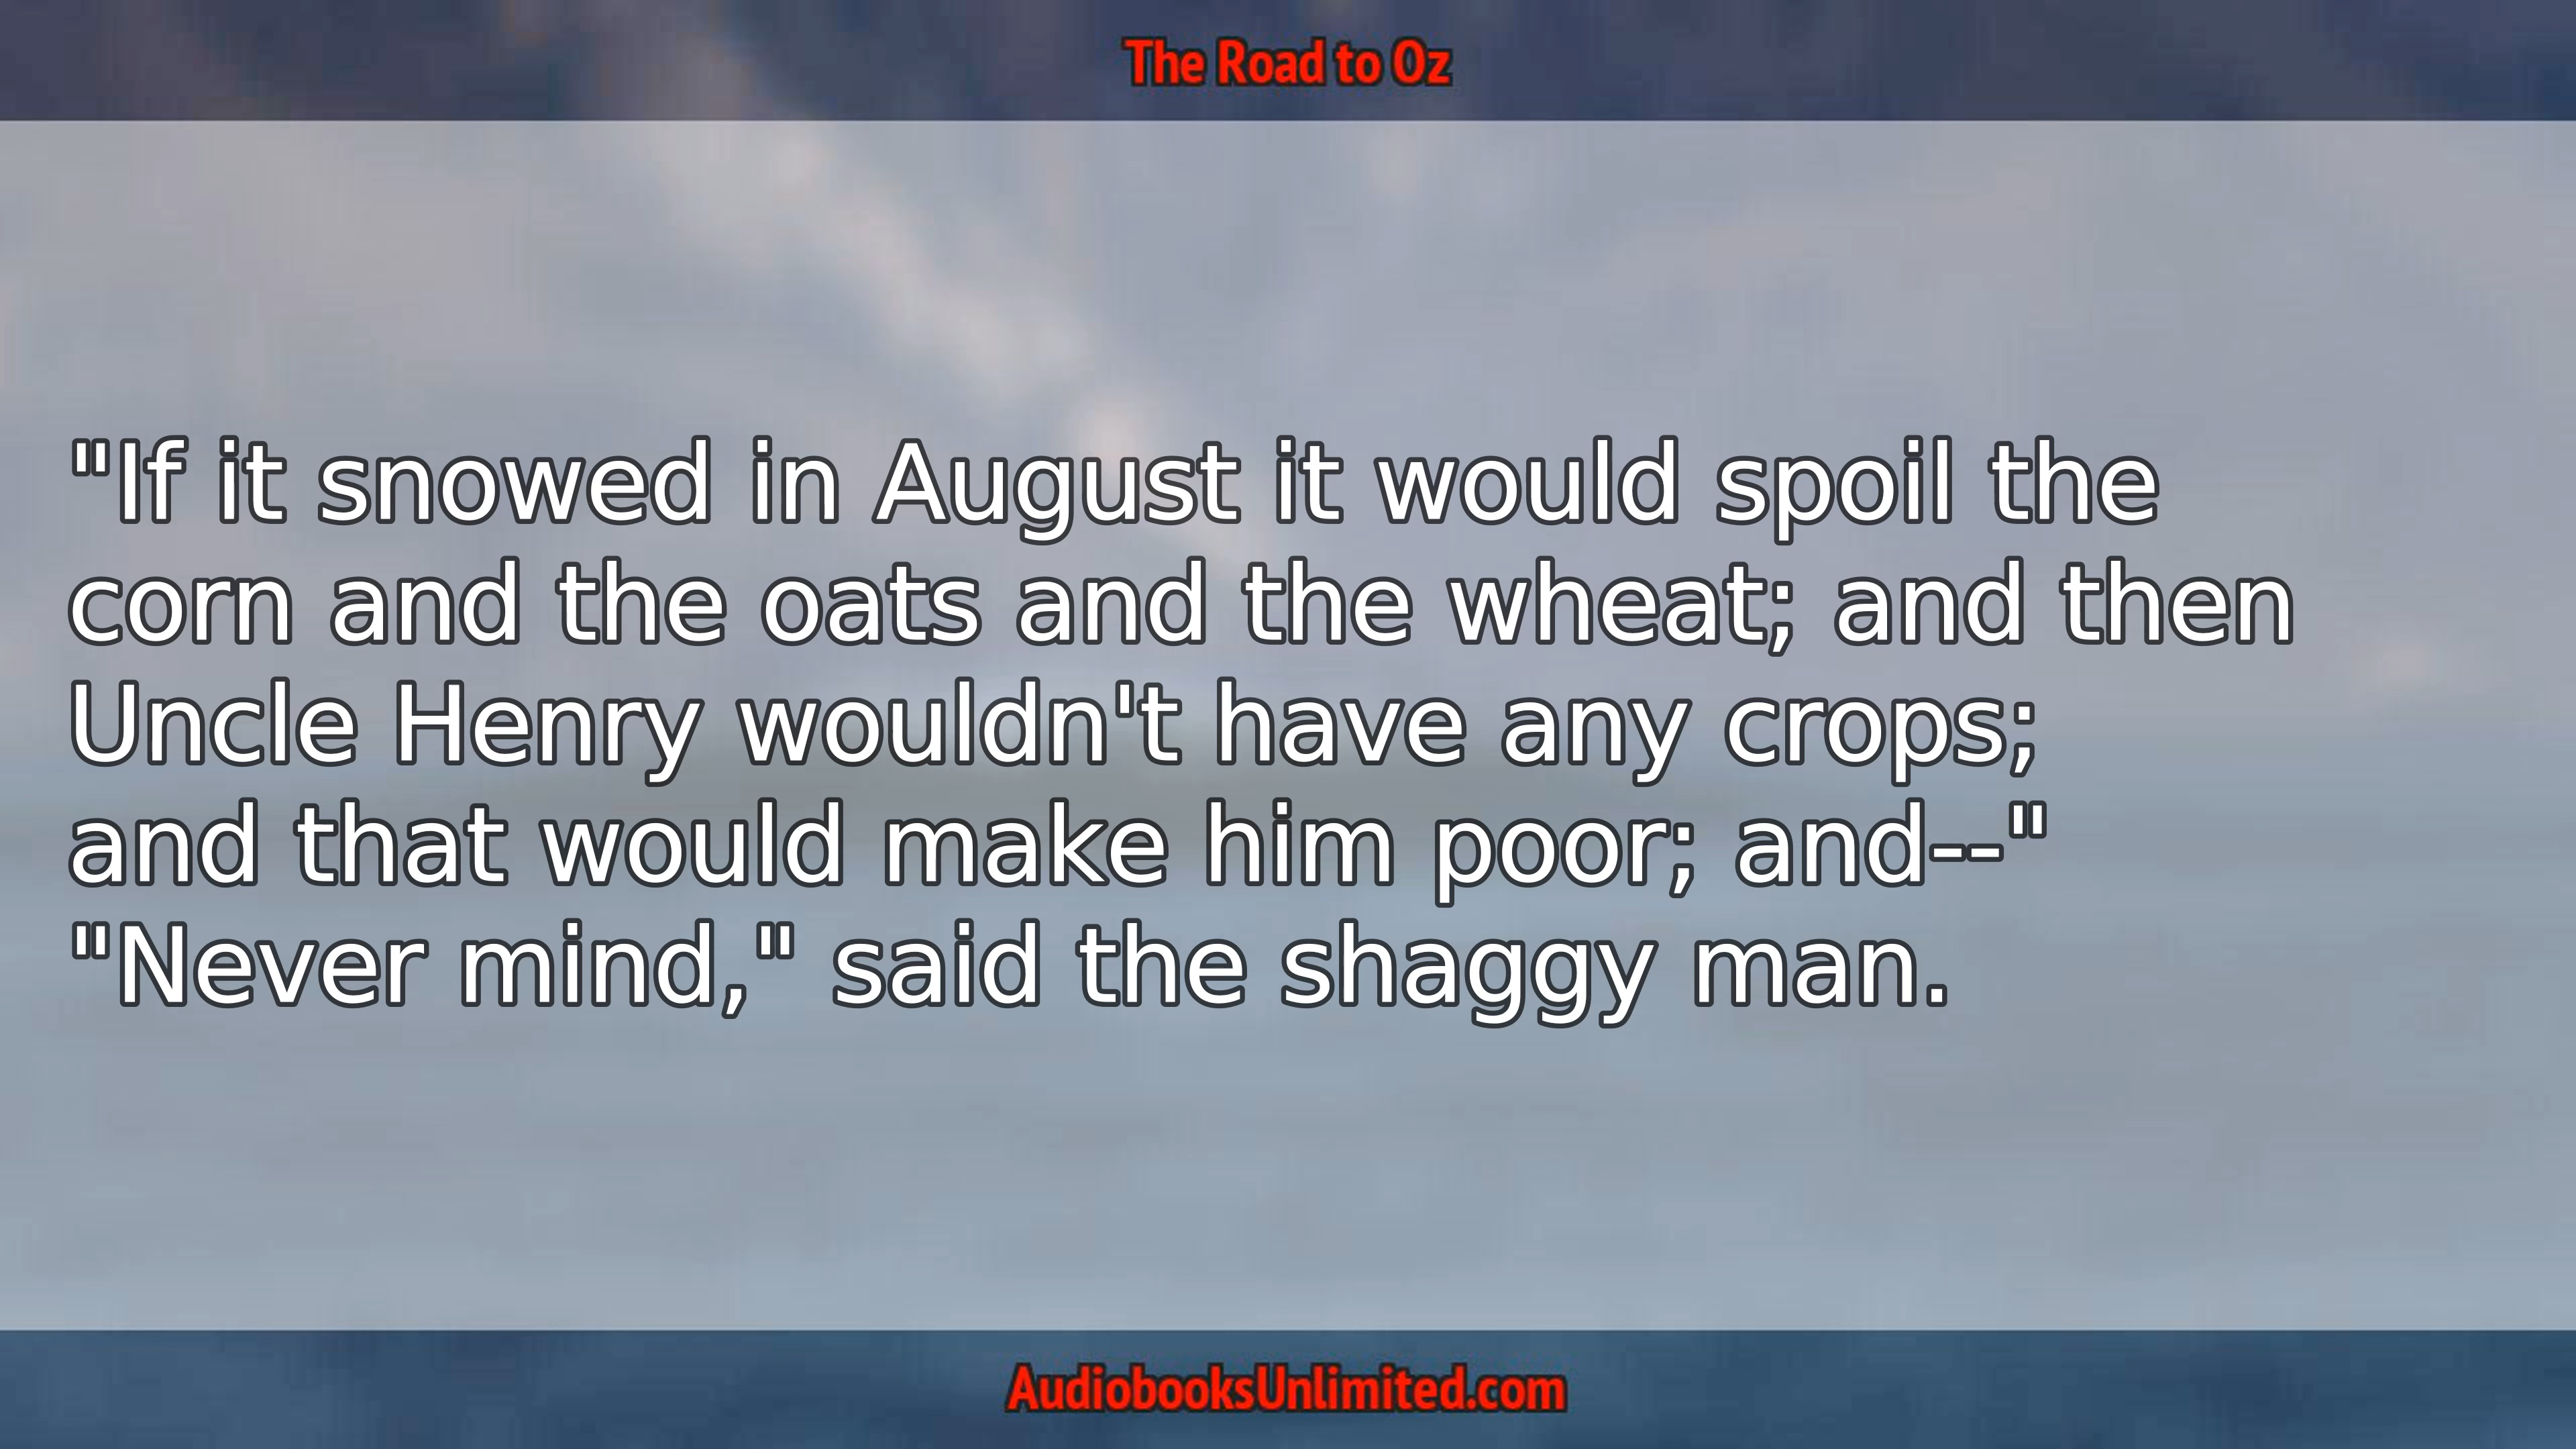 The Road to Oz
"If it snowed in August it would spoil the
corn and the oats and the wheat; and then
Uncle Henry wouldn't have any crops;
and that would make him poor; and--"
"Never mind," said the shaggy man.
AudiobooksUnlimited.com